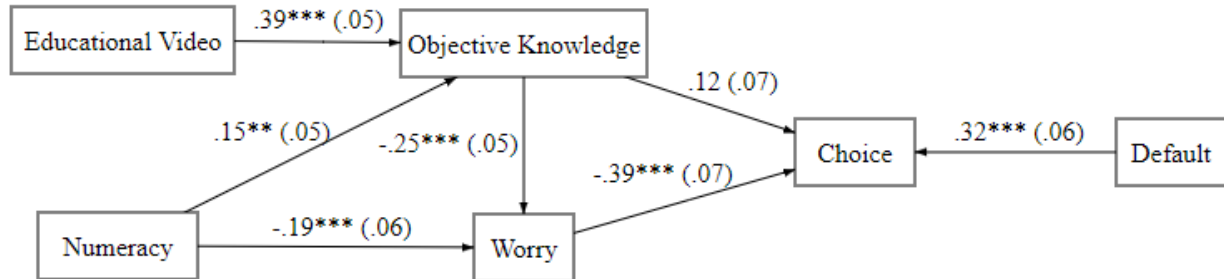 .39*** (.05)
Educational Video
Objective Knowledge
.12 (.07)
.15** (.05)
-.25*** (.05)
Choice
.32*** (.06)
Default
-.39*** (.07)
-.19*** (.06)
Numeracy
Worry